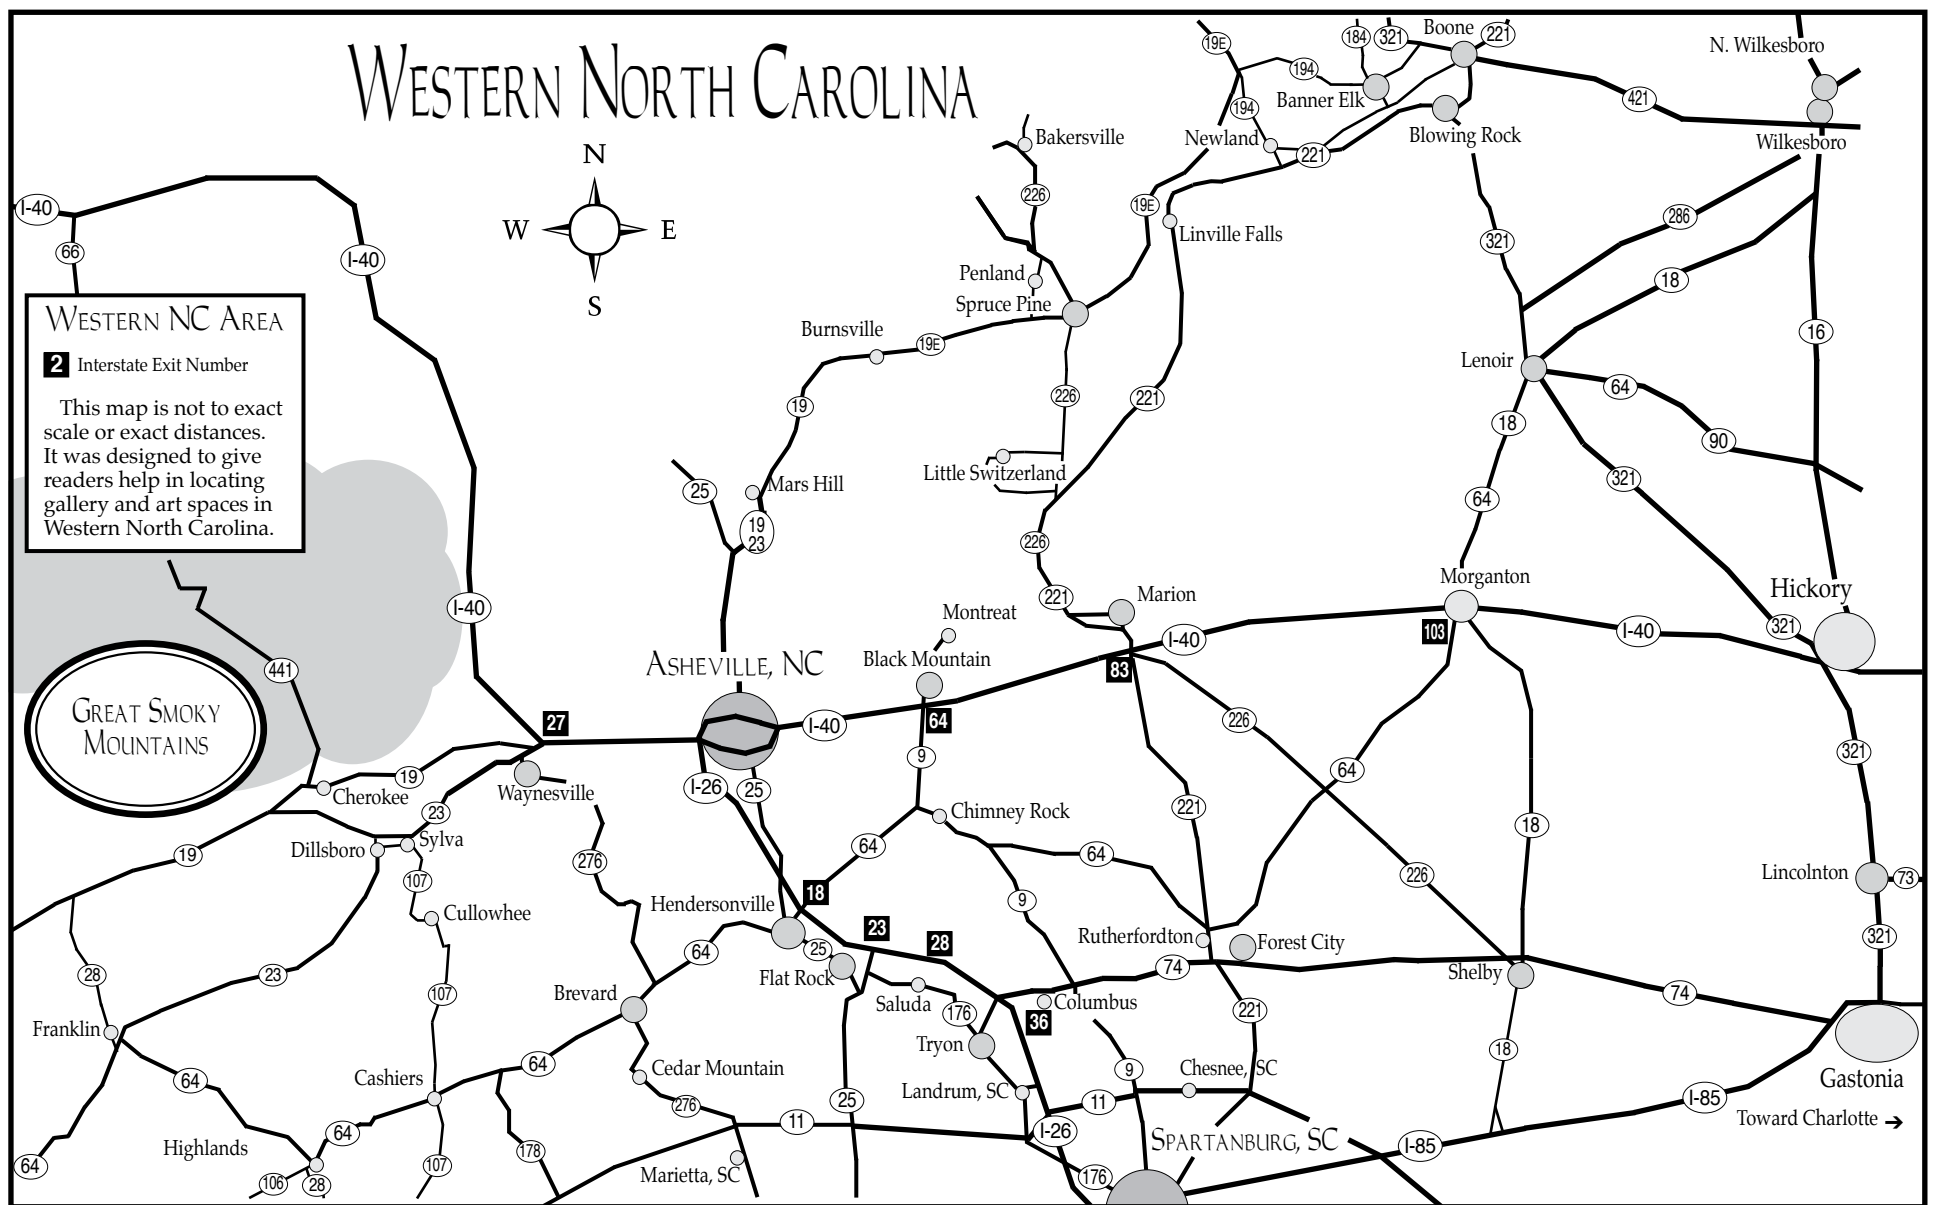 WESTERN NORTH CAROLINA
N
W E
S
WESTERN NC AREA
2 Interstate Exit Number
This map is not to exact
scale or exact distances.
It was designed to give
readers help in locating
gallery and art spaces in
Western North Carolina.
GREAT SMOKY
MOUNTAINS
I-40
66
I-40
I-40
441
27
19
Cherokee
23
Waynesville
19
Dillsboro
Sylva
107
Cullowhee
276
28
23
107
Franklin
64
64
Highlands
106
28
64
Cashiers
107
64
178
Brevard
64
Cedar Mountain
276
11
Marietta, SC
25
25
19
23
Mars Hill
19
Burnsville
19E
ASHEVILLE, NC
I-26
25
I-40
Hendersonville
18
25
Flat Rock
23
28
Saluda
176
Tryon
Landrum, SC
36
Columbus
I-26
176
11
9
Chesnee, SC
SPARTANBURG, SC
221
Montreat
Black Mountain
64
9
Chimney Rock
64
64
9
74
Rutherfordton
Forest City
221
Bakersville
226
Penland
Spruce Pine
19E
226
Little Switzerland
221
226
221
Marion
83
I-40
226
64
226
19E
194
184
321
Boone
221
Banner Elk
194
Newland
221
Blowing Rock
Linville Falls
421
N. Wilkesboro
Wilkesboro
286
18
16
321
Lenoir
64
90
18
321
64
Morganton
103
I-40
Hickory
321
321
18
Lincolnton
73
321
Shelby
74
18
I-85
I-85
Gastonia
Toward Charlotte ➔